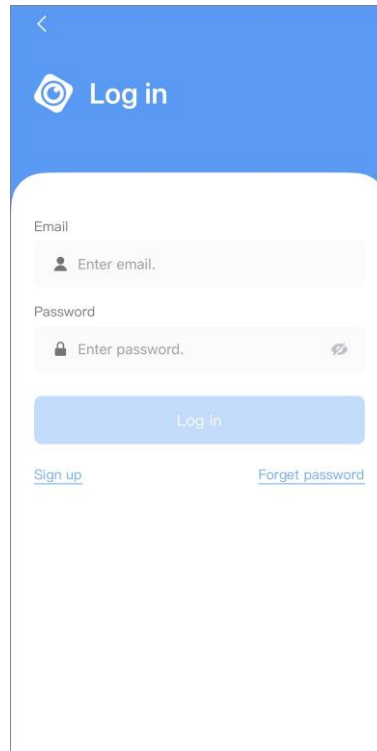 Log in
Email
Enter email.
Password
Enter password.
Log in
Sign up Forget password